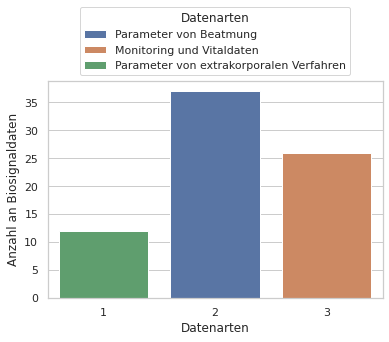 Datenarten
Parameter von Beatmung
Monitoring und Vitaldaten
Parameter von extrakorporalen Verfahren
Anzahl an Biosignaldaten
35
30
25
20
15
10
5
0
1 2 3
Datenarten